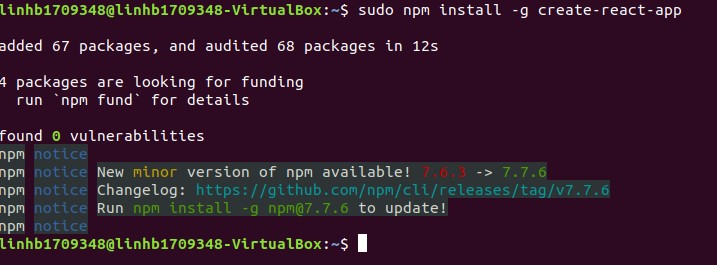 linhb1709348@linhb1709348-VirtualBox:~$ sudo npm install -g create-react-app
added 67 packages, and audited 68 packages in 12s
4 packages are looking for funding
run `npm fund` for details
found 0 vulnerabilities
npm notice
npm notice New minor version of npm available! 7.6.3 -> 7.7.6
npm notice Changelog: https://github.com/npm/cli/releases/tag/v7.7.6
npm notice Run npm install -g npm@7.7.6 to update!
npm notice
linhb1709348@linhb1709348-VirtualBox:~$